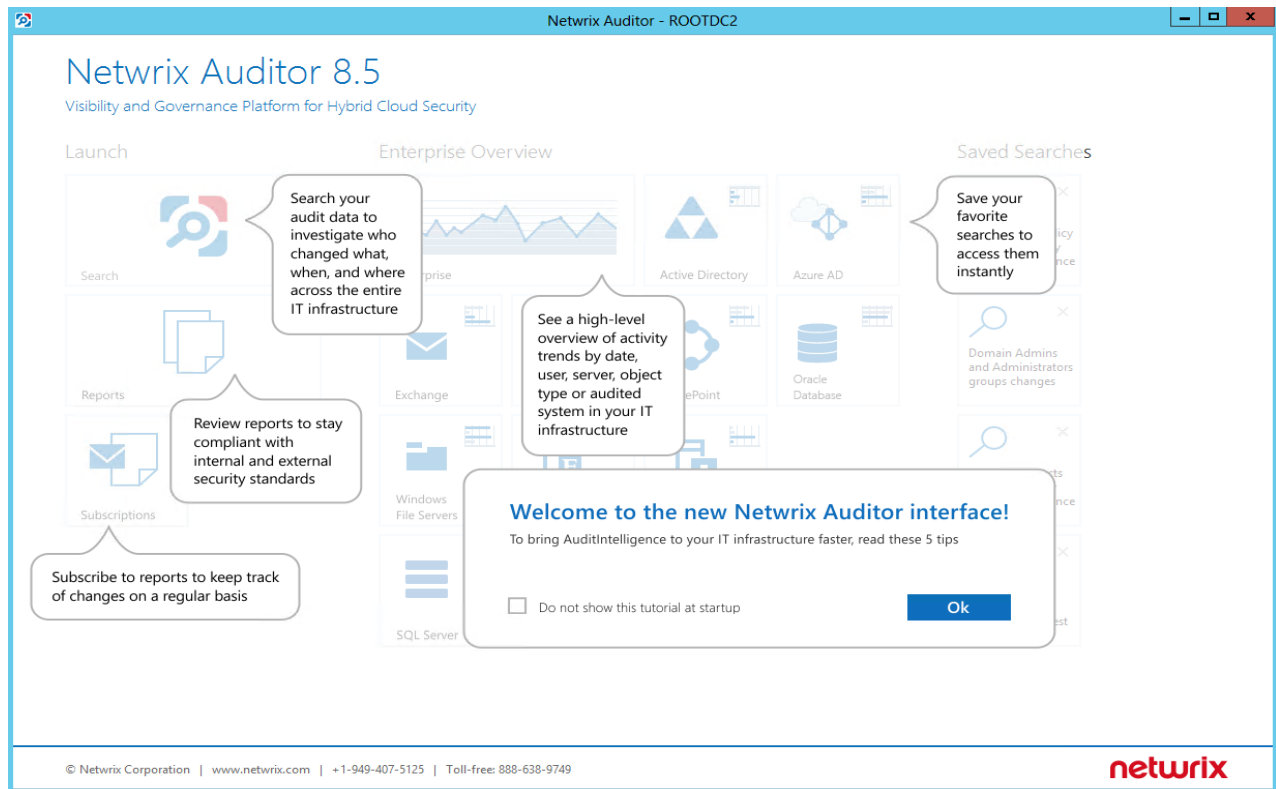 Netwrix Auditor - ROOTDC2
Netwrix Auditor 8.5
Visibility and Governance Platform for Hybrid Cloud Security
Launch
Enterprise Overview
Saved Searches
Search
Search your
audit data to
investigate who
changed what,
when, and where
across the entire
IT infrastructure
Active Directory
Azure AD
Save your
favorite
searches to
access them
instantly
Reports
Review reports to stay
compliant with
internal and external
security standards
Exchange
See a high-level
overview of activity
trends by date,
user, server, object
type or audited
system in your IT
infrastructure
Oracle
Database
Domain Admins
and Administrators
groups changes
Subscriptions
Subscribe to reports to keep track
of changes on a regular basis
Windows
File Servers
SQL Server
Welcome to the new Netwrix Auditor interface!
To bring AuditIntelligence to your IT infrastructure faster, read these 5 tips
Do not show this tutorial at startup
Ok
© Netwrix Corporation | www.netwrix.com | +1-949-407-5125 | Toll-free: 888-638-9749
netwrix